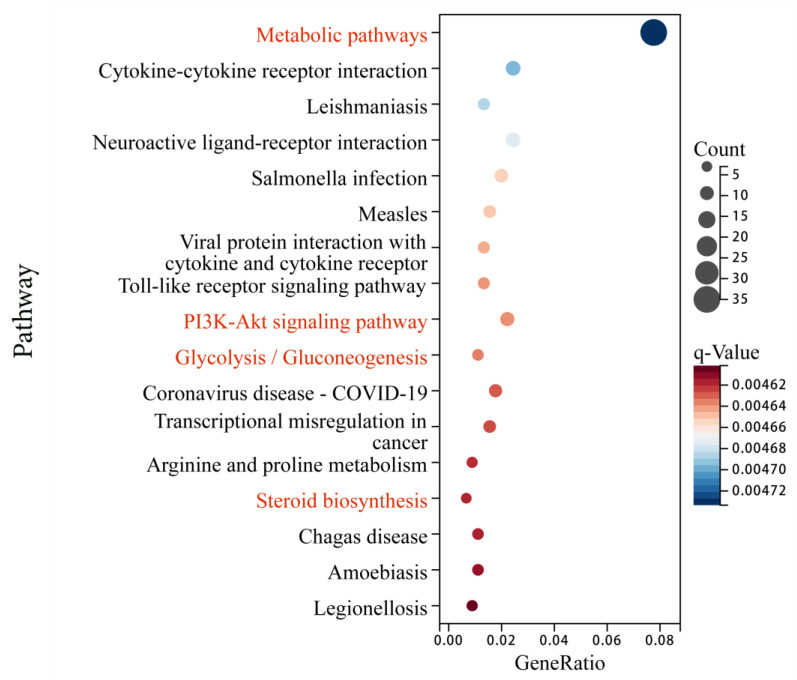 Pathway
Metabolic pathways
Cytokine-cytokine receptor interaction
Leishmaniasis
Neuroactive ligand-receptor interaction
Salmonella infection
Measles
Viral protein interaction with
cytokine and cytokine receptor
Toll-like receptor signaling pathway
PI3K-Akt signaling pathway
Glycolysis / Gluconeogenesis
Coronavirus disease - COVID-19
Transcriptional misregulation in
cancer
Arginine and proline metabolism
Steroid biosynthesis
Chagas disease
Amoebiasis
Legionellosis
0.00 0.02 0.04 0.06 0.08
GeneRatio
Count
5
10
15
20
25
30
35
q-Value
0.00462
0.00464
0.00466
0.00468
0.00470
0.00472